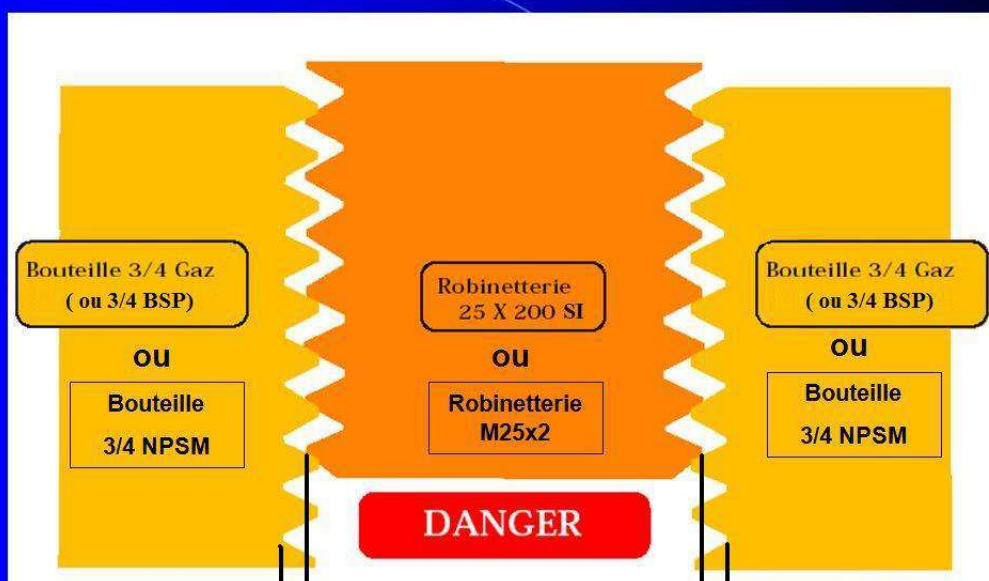 Bouteille 3/4 Gaz
( ou 3/4 BSP)
ou
Bouteille
3/4 NPSM
Robinetterie
25 X 200 SI
ou
Robinetterie
M25x2
DANGER
Bouteille 3/4 Gaz
( ou 3/4 BSP)
ou
Bouteille
3/4 NPSM